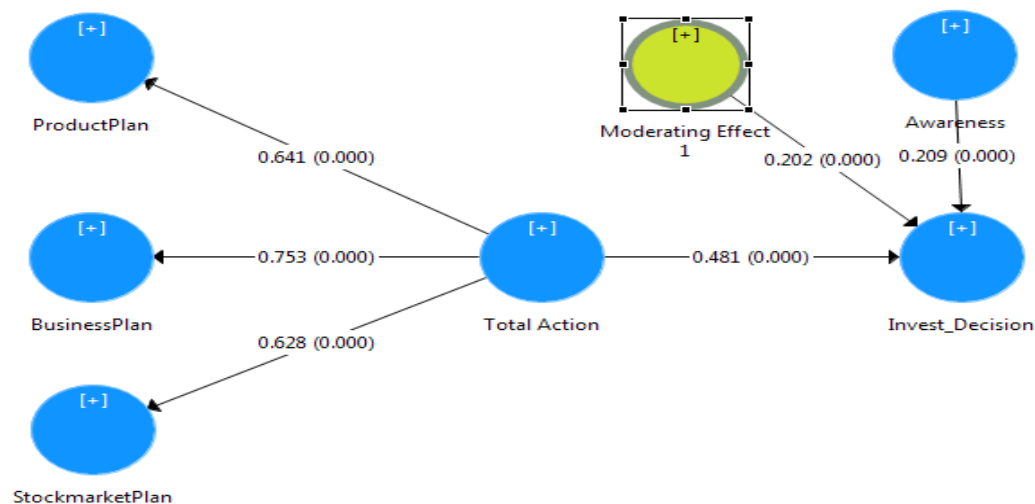 [+]
ProductPlan
[+]
Moderating Effect
1
[+]
Awareness
0.641 (0.000)
0.202 (0.000)
0.209 (0.000)
[+]
BusinessPlan
0.753 (0.000)
[+]
Total Action
0.481 (0.000)
[+]
Invest_Decision
0.628 (0.000)
[+]
StockmarketPlan